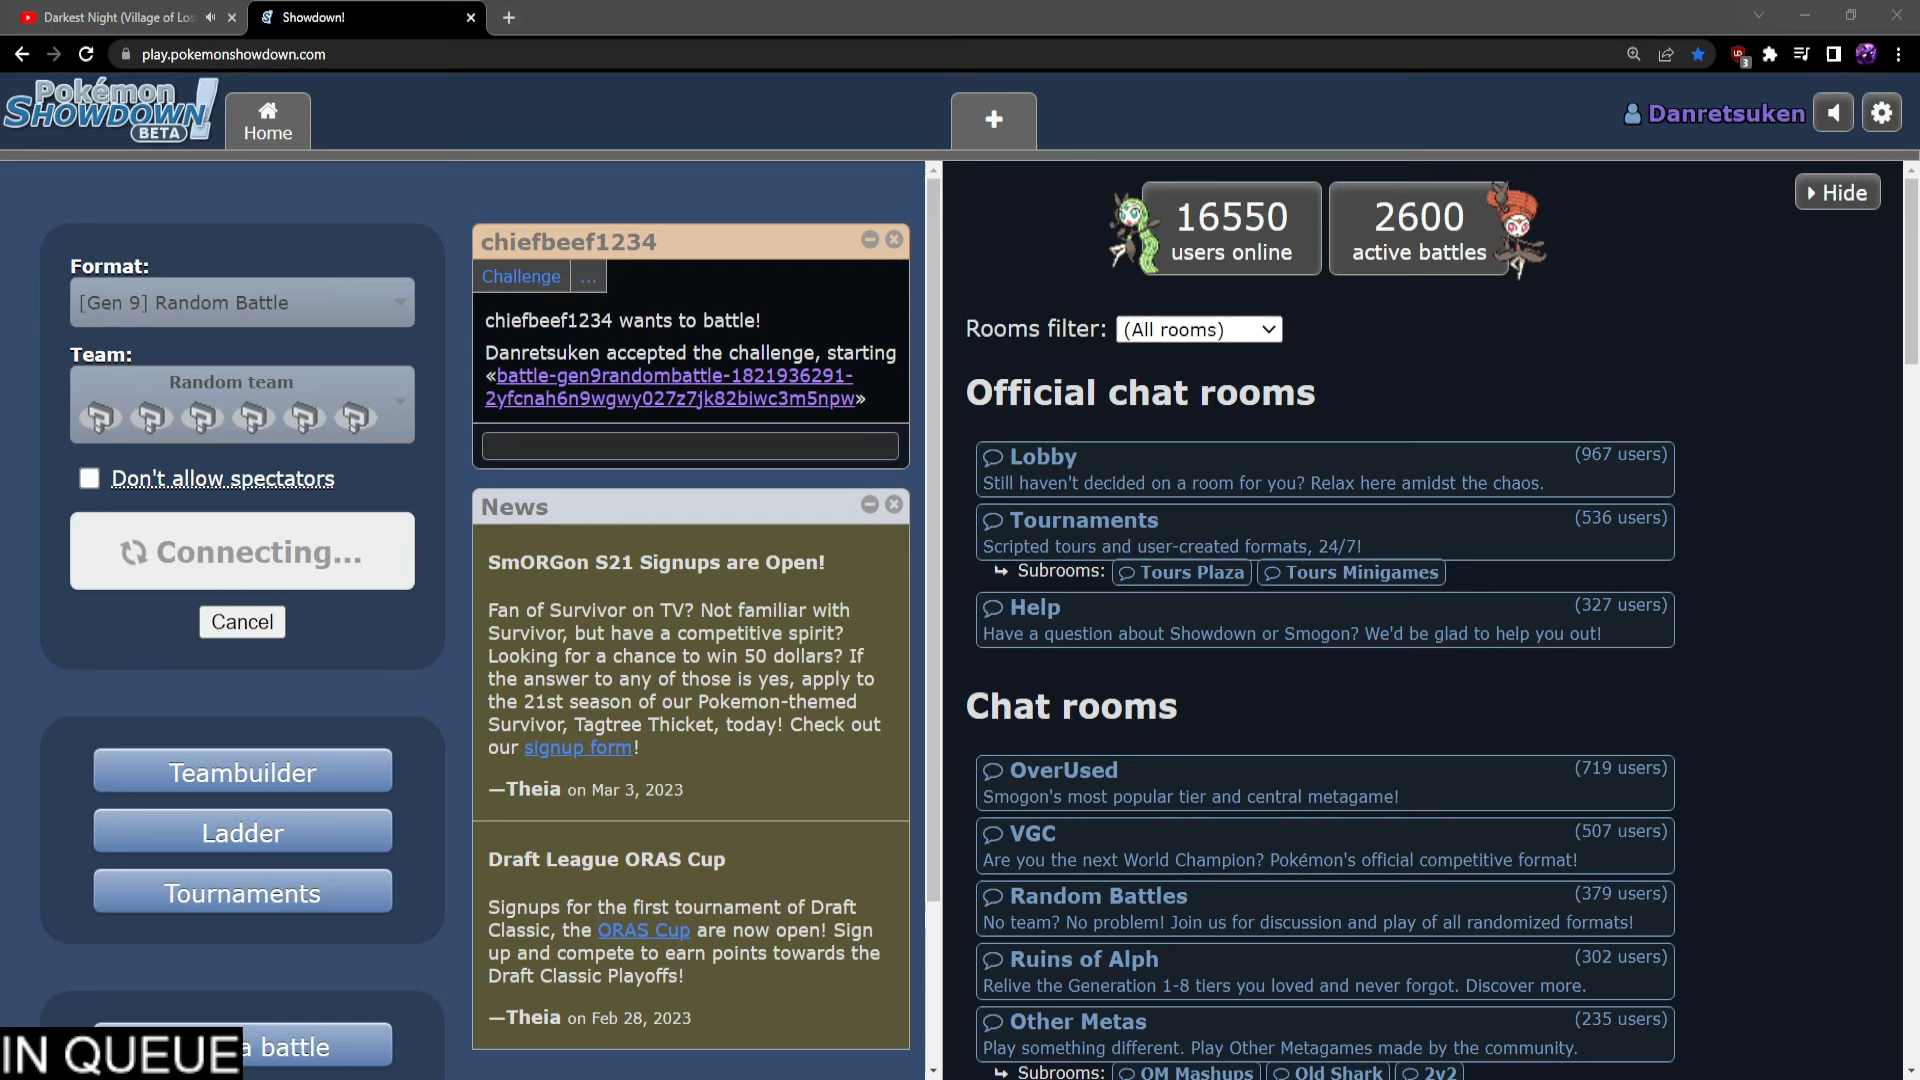 Darkest Night (Village of Los
Showdown!
play.pokemonshowdown.com
3
Pokémon
SHOWDOWN!
BETA
Home
Danretsuken
Format:
[Gen 9] Random Battle
Team:
Random team
Don't allow spectators
Connecting...
Cancel
Teambuilder
Ladder
Tournaments
a battle
IN QUEUE
chiefbeef1234
Challenge
...
chiefbeef1234 wants to battle!
Danretsuken accepted the challenge, starting
«battle-gen9randombattle-1821936291-
2yfcnah6n9wgwy027z7jk82biwc3m5npw»
News
SmORGon S21 Signups are Open!
Fan of Survivor on TV? Not familiar with
Survivor, but have a competitive spirit?
Looking for a chance to win 50 dollars? If
the answer to any of those is yes, apply to
the 21st season of our Pokemon-themed
Survivor, Tagtree Thicket, today! Check out
our signup form!
—Theia on Mar 3, 2023
Draft League ORAS Cup
Signups for the first tournament of Draft
Classic, the ORAS Cup are now open! Sign
up and compete to earn points towards the
Draft Classic Playoffs!
—Theia on Feb 28, 2023
16550
users online
2600
active battles
Hide
Rooms filter: (All rooms)
Official chat rooms
Lobby (967 users)
Still haven't decided on a room for you? Relax here amidst the chaos.
Tournaments (536 users)
Scripted tours and user-created formats, 24/7!
Subrooms: Tours Plaza Tours Minigames
Help (327 users)
Have a question about Showdown or Smogon? We'd be glad to help you out!
Chat rooms
OverUsed (719 users)
Smogon's most popular tier and central metagame!
VGC (507 users)
Are you the next World Champion? Pokémon's official competitive format!
Random Battles (379 users)
No team? No problem! Join us for discussion and play of all randomized formats!
Ruins of Alph (302 users)
Relive the Generation 1-8 tiers you loved and never forgot. Discover more.
Other Metas (235 users)
Play something different. Play Other Metagames made by the community.
Subrooms: OM Mashups Old Shark 2v2